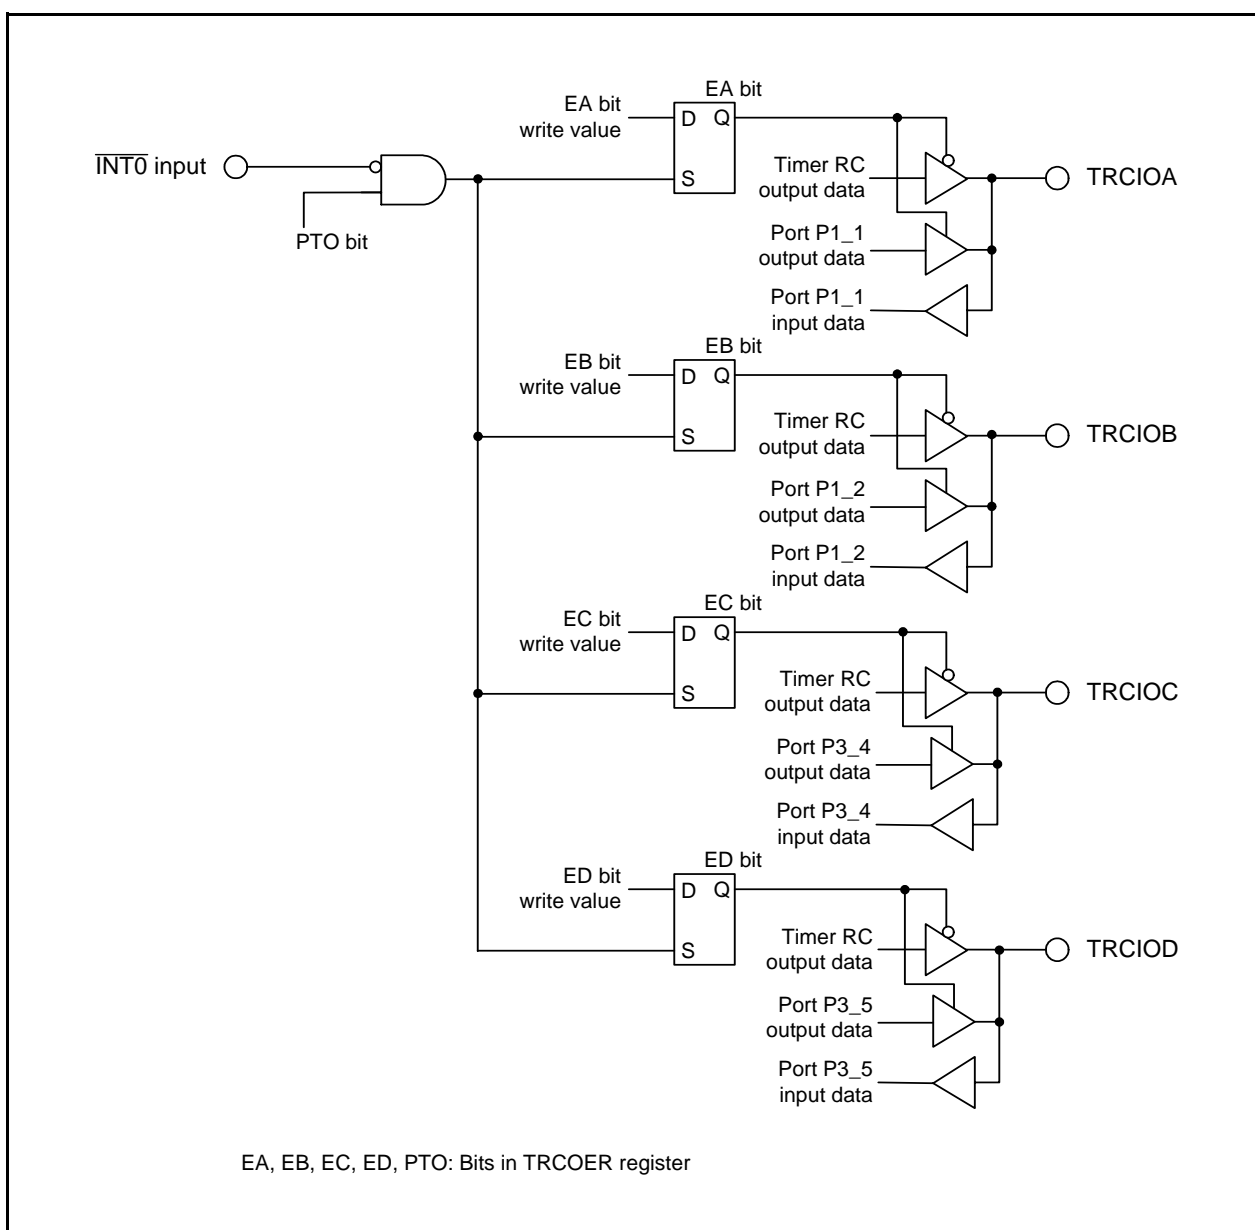 INT0 input
PTO bit
EA bit
write value
EA bit
D Q
S
Timer RC
output data
Port P1_1
output data
Port P1_1
input data
TRCIOA
EB bit
write value
EB bit
D Q
S
Timer RC
output data
Port P1_2
output data
Port P1_2
input data
TRCIOB
EC bit
write value
EC bit
D Q
S
Timer RC
output data
Port P3_4
output data
Port P3_4
input data
TRCIOC
ED bit
write value
ED bit
D Q
S
Timer RC
output data
Port P3_5
output data
Port P3_5
input data
TRCIOD
EA, EB, EC, ED, PTO: Bits in TRCOER register